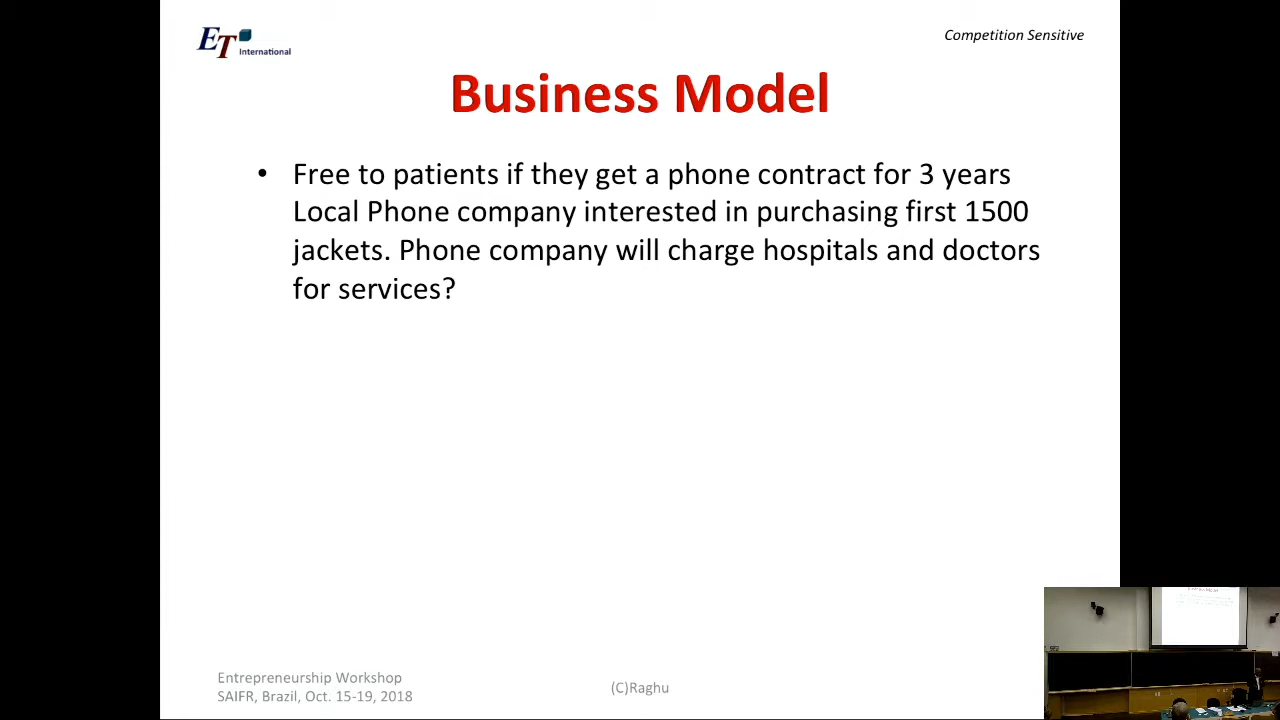 ET International
Competition Sensitive
Business Model
• Free to patients if they get a phone contract for 3 years
Local Phone company interested in purchasing first 1500
jackets. Phone company will charge hospitals and doctors
for services?
Entrepreneurship Workshop
SAIFR, Brazil, Oct. 15-19, 2018
(C)Raghu